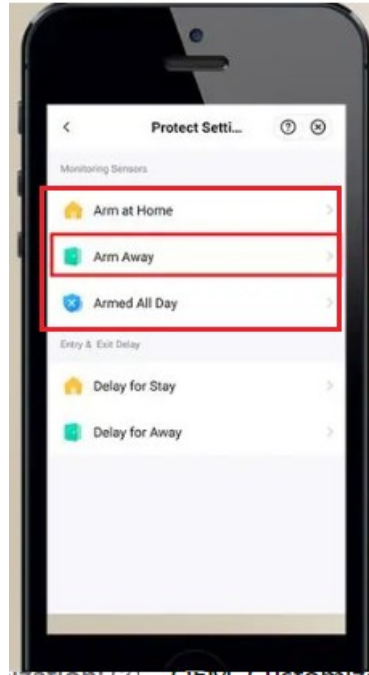 Protect Setti...
Monitoring Sensors
Arm at Home
Arm Away
Armed All Day
Entry & Exit Delay
Delay for Stay
Delay for Away